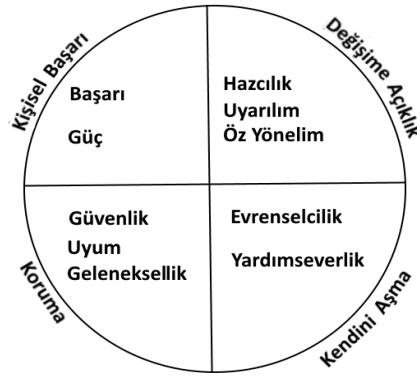 Kişisel Başarı
Değişime Açıklık
Başarı
Güç
Hazcılık
Uyarılım
Öz Yönelim
Güvenlik
Uyum
Geleneksellik
Evrenselcilik
Yardımseverlik
Koruma
Kendini Aşma